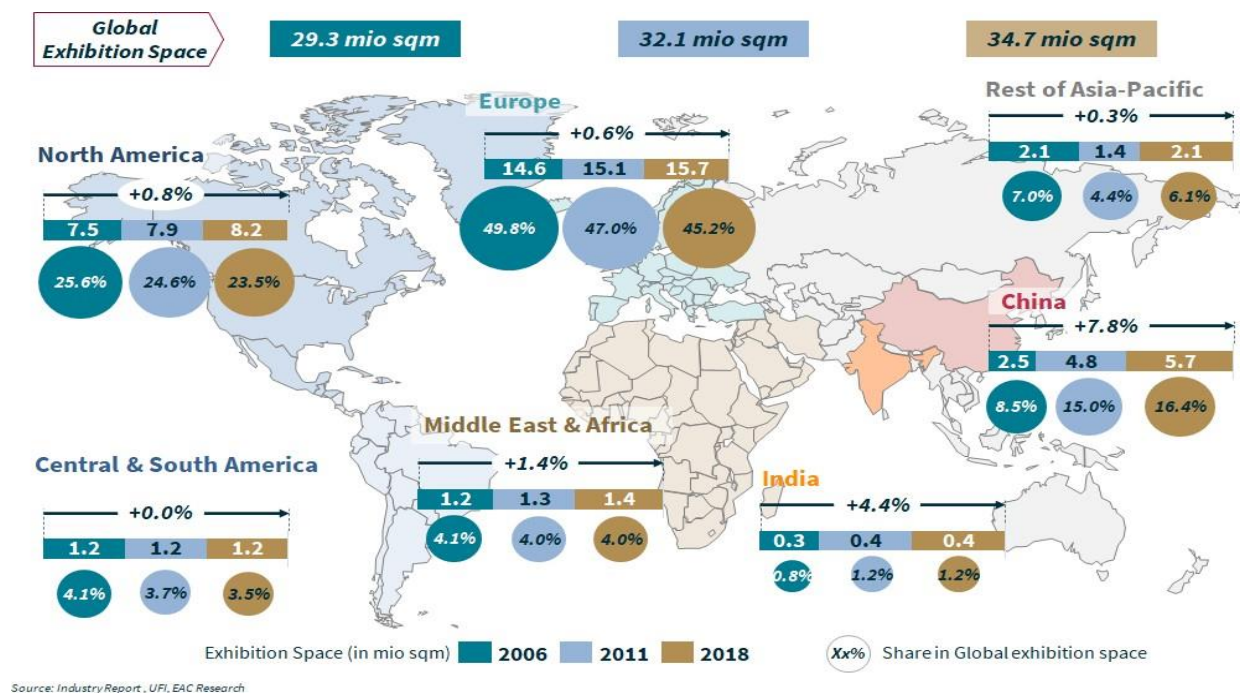 Global
Exhibition Space
29.3 mio sqm
32.1 mio sqm
34.7 mio sqm
Europe
+0.6%
14.6 15.1 15.7
49.8% 47.0% 45.2%
Rest of Asia-Pacific
+0.3%
2.1 1.4 2.1
7.0% 4.4% 6.1%
North America
+0.8%
7.5 7.9 8.2
25.6% 24.6% 23.5%
China
+7.8%
2.5 4.8 5.7
8.5% 15.0% 16.4%
Middle East & Africa
+1.4%
1.2 1.3 1.4
4.1% 4.0% 4.0%
Central & South America
+0.0%
1.2 1.2 1.2
4.1% 3.7% 3.5%
India
+4.4%
0.3 0.4 0.4
0.8% 1.2% 1.2%
Exhibition Space (in mio sqm) 2006 2011 2018 Xx% Share in Global exhibition space
Source: Industry Report , UFI, EAC Research